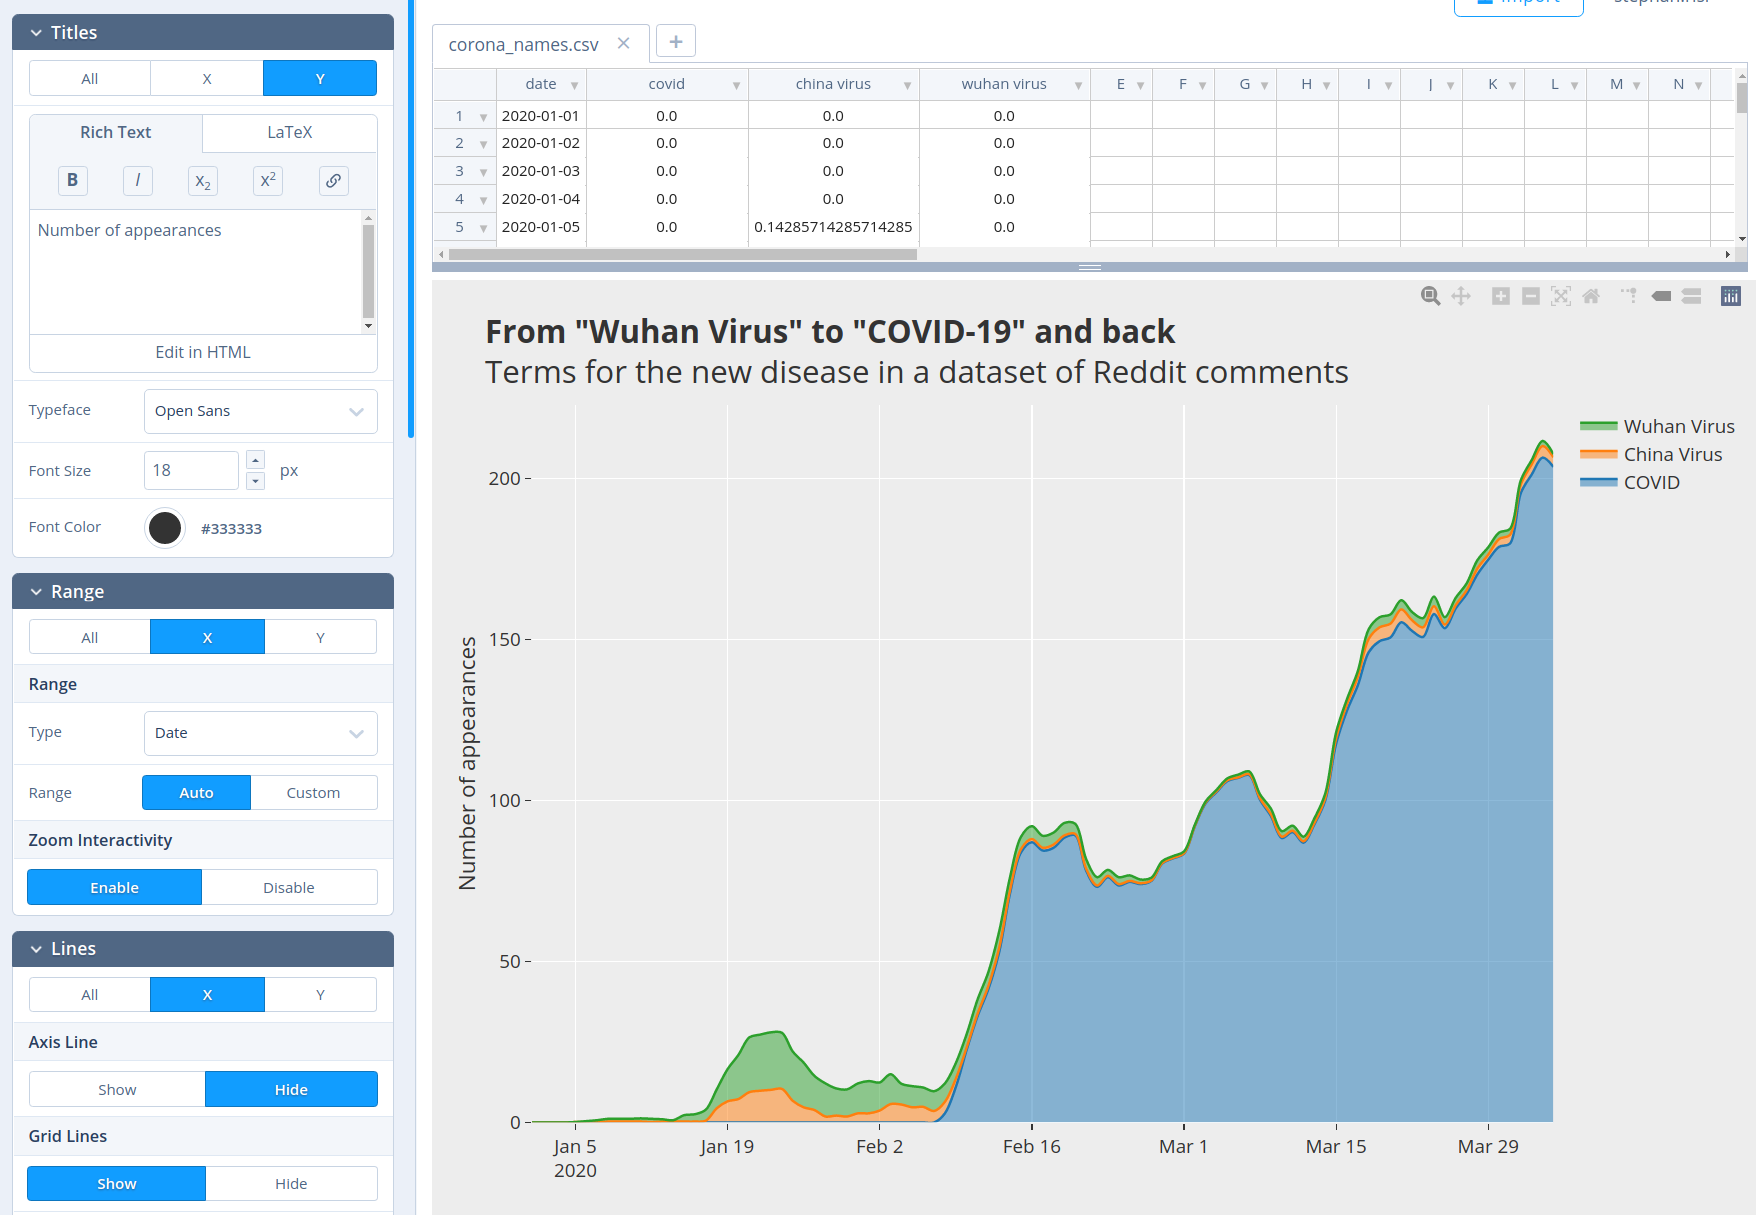 Titles
All X Y
Rich Text LaTeX
B I x2 x2
Number of appearances
Edit in HTML
Typeface Open Sans
Font Size 18 px
Font Color #333333
Range
All X Y
Range
Type Date
Range Auto Custom
Zoom Interactivity
Enable Disable
Lines
All X Y
Axis Line
Show Hide
Grid Lines
Show Hide
Import
corona_names.csv
date covid china virus wuhan virus E F G H I J K L M N
1 2020-01-01 0.0 0.0 0.0
2 2020-01-02 0.0 0.0 0.0
3 2020-01-03 0.0 0.0 0.0
4 2020-01-04 0.0 0.0 0.0
5 2020-01-05 0.0 0.14285714285714285 0.0
From "Wuhan Virus" to "COVID-19" and back
Terms for the new disease in a dataset of Reddit comments
Wuhan Virus
China Virus
COVID
Number of appearances
200
150
100
50
0
Jan 5 Jan 19 Feb 2 Feb 16 Mar 1 Mar 15 Mar 29
2020